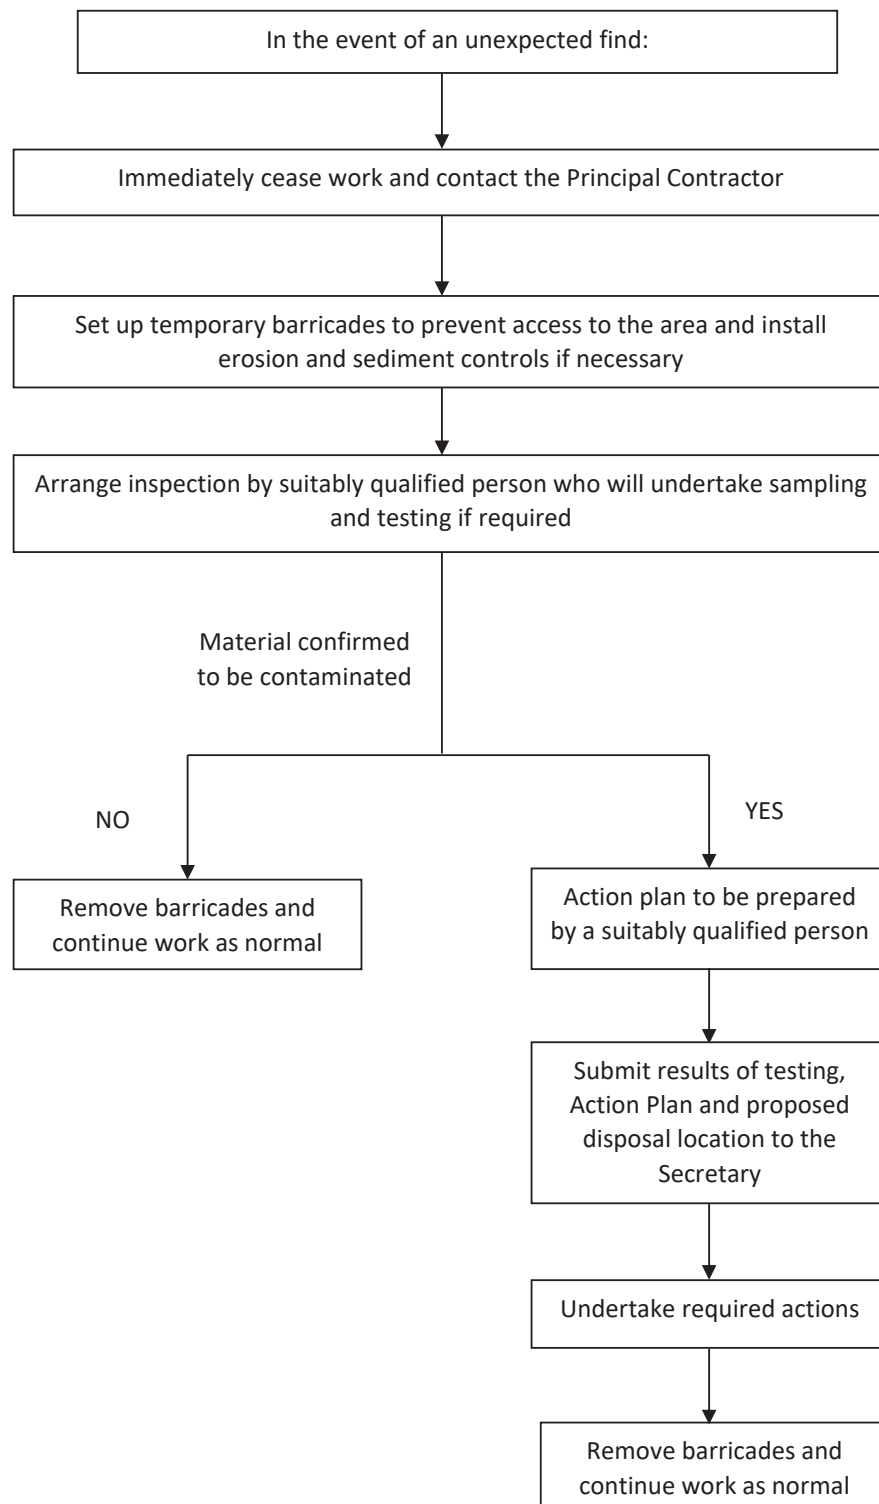 In the event of an unexpected find:
Immediately cease work and contact the Principal Contractor
Set up temporary barricades to prevent access to the area and install
erosion and sediment controls if necessary
Arrange inspection by suitably qualified person who will undertake sampling
and testing if required
Material confirmed
to be contaminated
NO
YES
Remove barricades and
continue work as normal
Action plan to be prepared
by a suitably qualified person
Submit results of testing,
Action Plan and proposed
disposal location to the
Secretary
Undertake required actions
Remove barricades and
continue work as normal